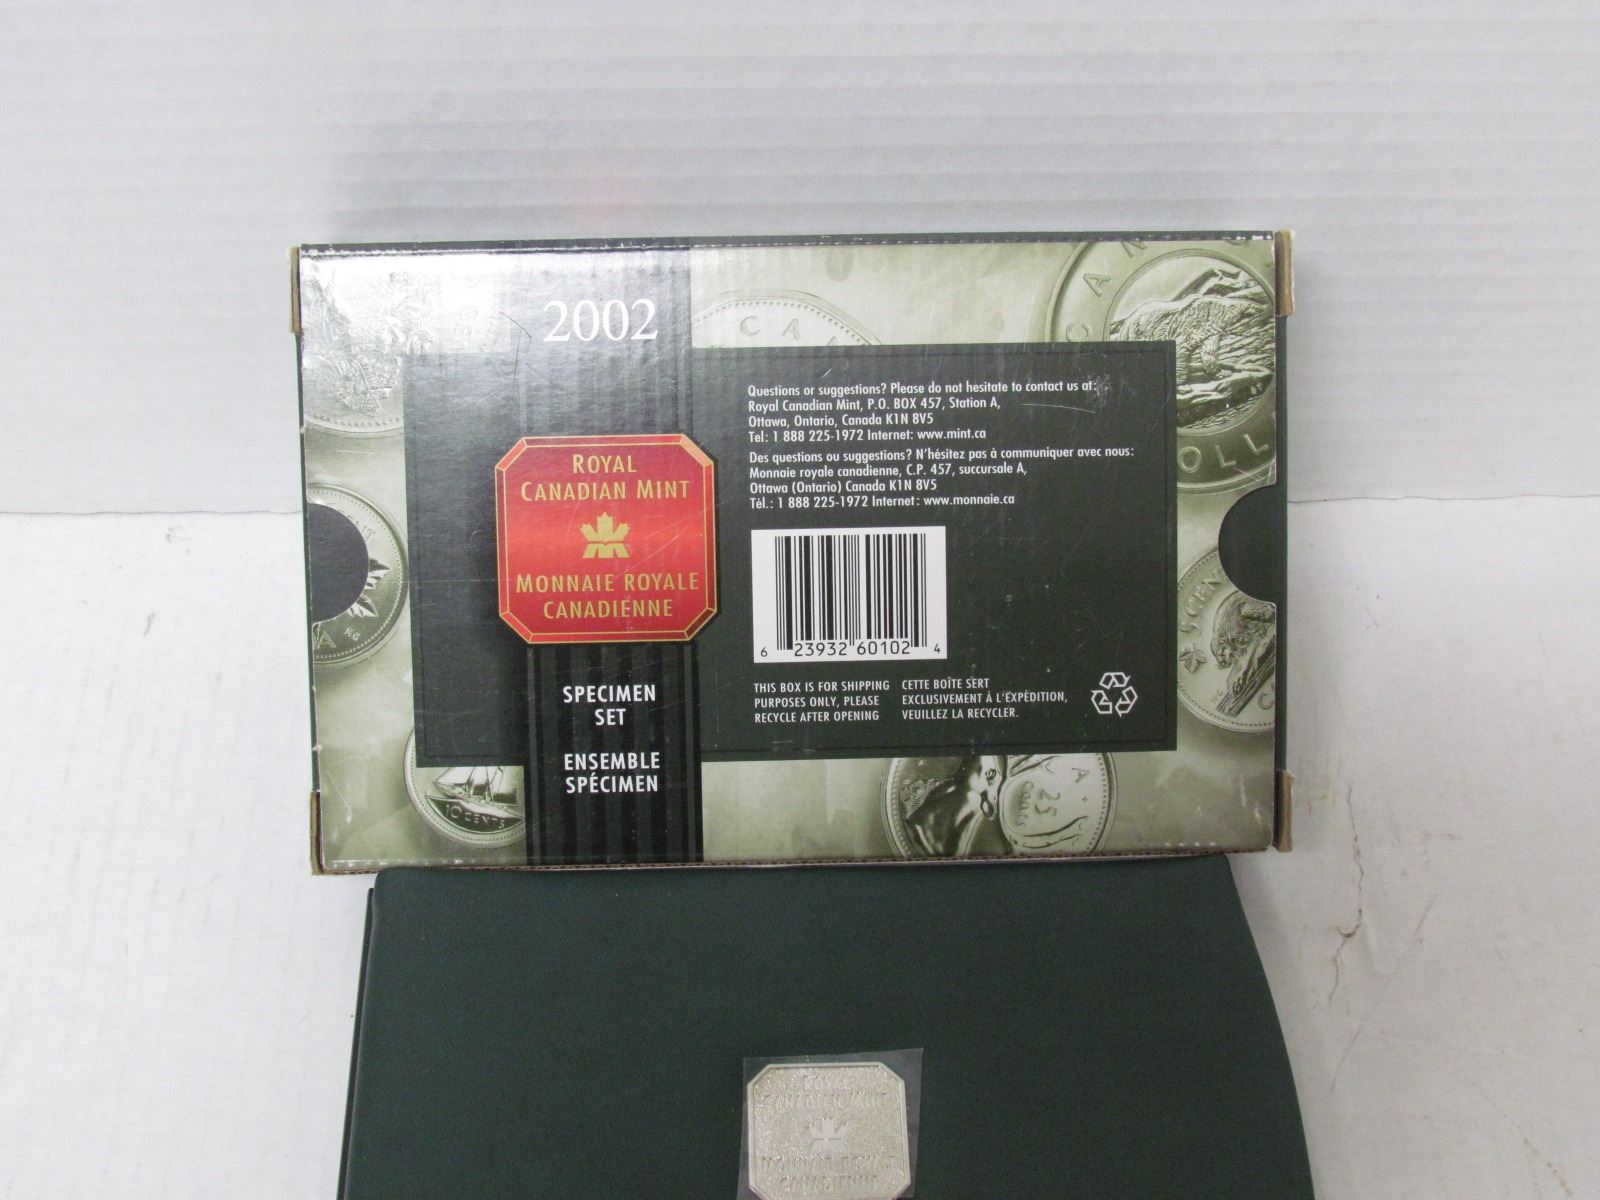 2002
Questions or suggestions? Please do not hesitate to contact us at:
Royal Canadian Mint, P.O. BOX 457, Station A,
Ottawa, Ontario, Canada K1N 8V5
Tel: 1 888 225-1972 Internet: www.mint.ca
Des questions ou suggestions? N'hésitez pas à communiquer avec nous:
Monnaie royale canadienne, C.P. 457, succursale A,
Ottawa (Ontario) Canada K1N 8V5
Tél.: 1 888 225-1972 Internet: www.monnaie.ca
ROYAL
CANADIAN MINT
MONNAIE ROYALE
CANADIENNE
6 23932 60102 4
SPECIMEN
SET
ENSEMBLE
SPÉCIMEN
THIS BOX IS FOR SHIPPING
PURPOSES ONLY, PLEASE
RECYCLE AFTER OPENING
CETTE BOÎTE SERT
EXCLUSIVEMENT À L'EXPÉDITION,
VEUILLEZ LA RECYCLER.
CAN
OLL
5 CEN
KG
10 CENTS
25
CENTS
ROYAL
CANADIAN MINT
MONNAIE ROYALE
CANADIENNE